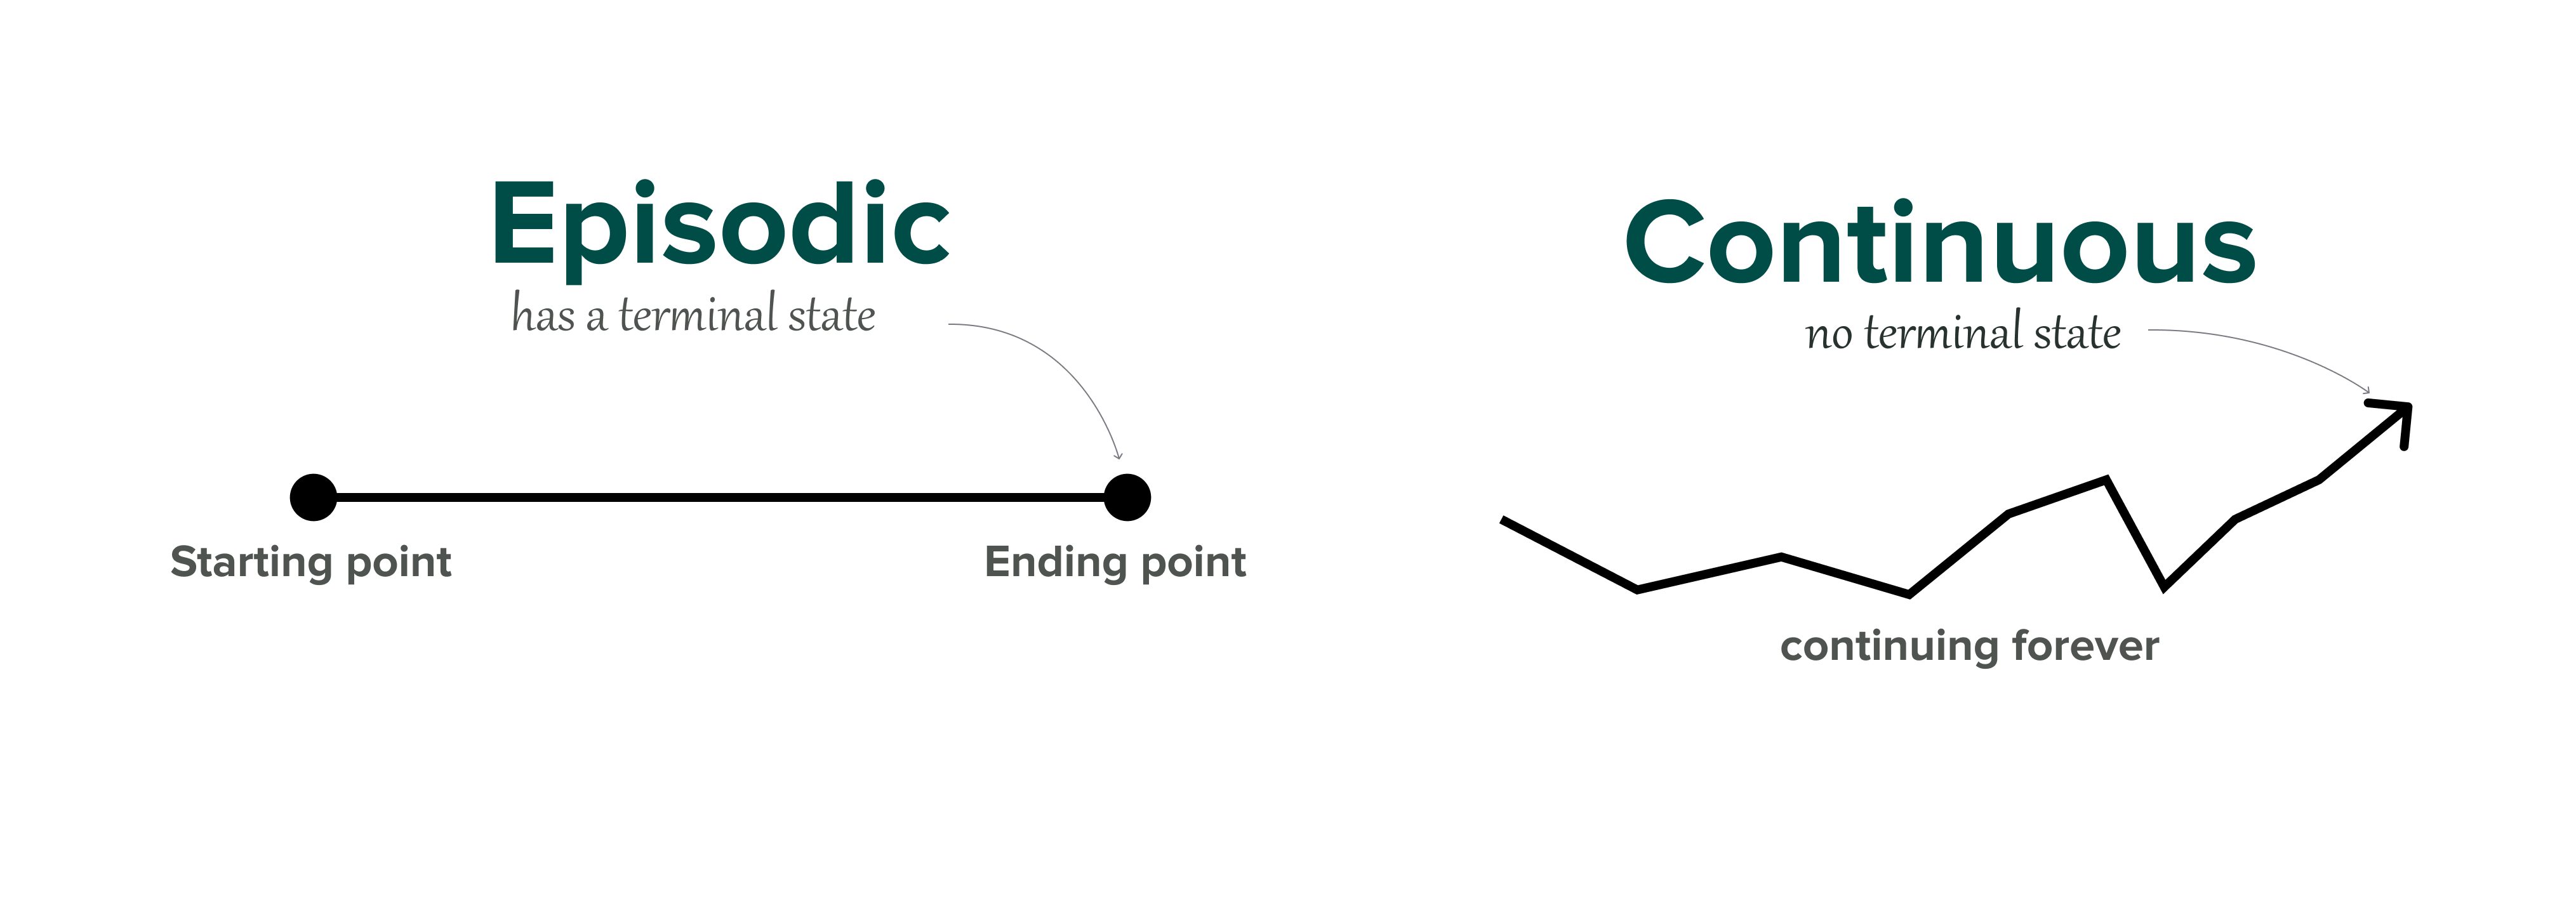 Episodic
has a terminal state
Starting point
Ending point
Continuous
no terminal state
continuing forever